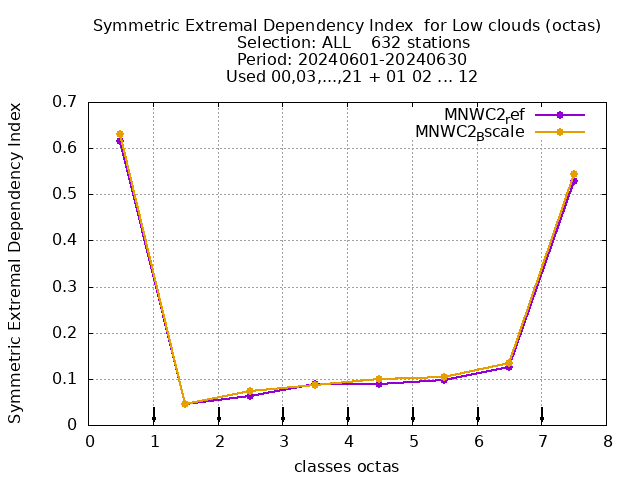 Symmetric Extremal Dependency Index for Low clouds (octas)
Selection: ALL 632 stations
Period: 20240601-20240630
Used 00,03,...,21 + 01 02 ... 12
MNWC2ref
MNWC2Bscale
Symmetric Extremal Dependency Index
0.7
0.6
0.5
0.4
0.3
0.2
0.1
0
0 1 2 3 4 5 6 7 8
classes octas